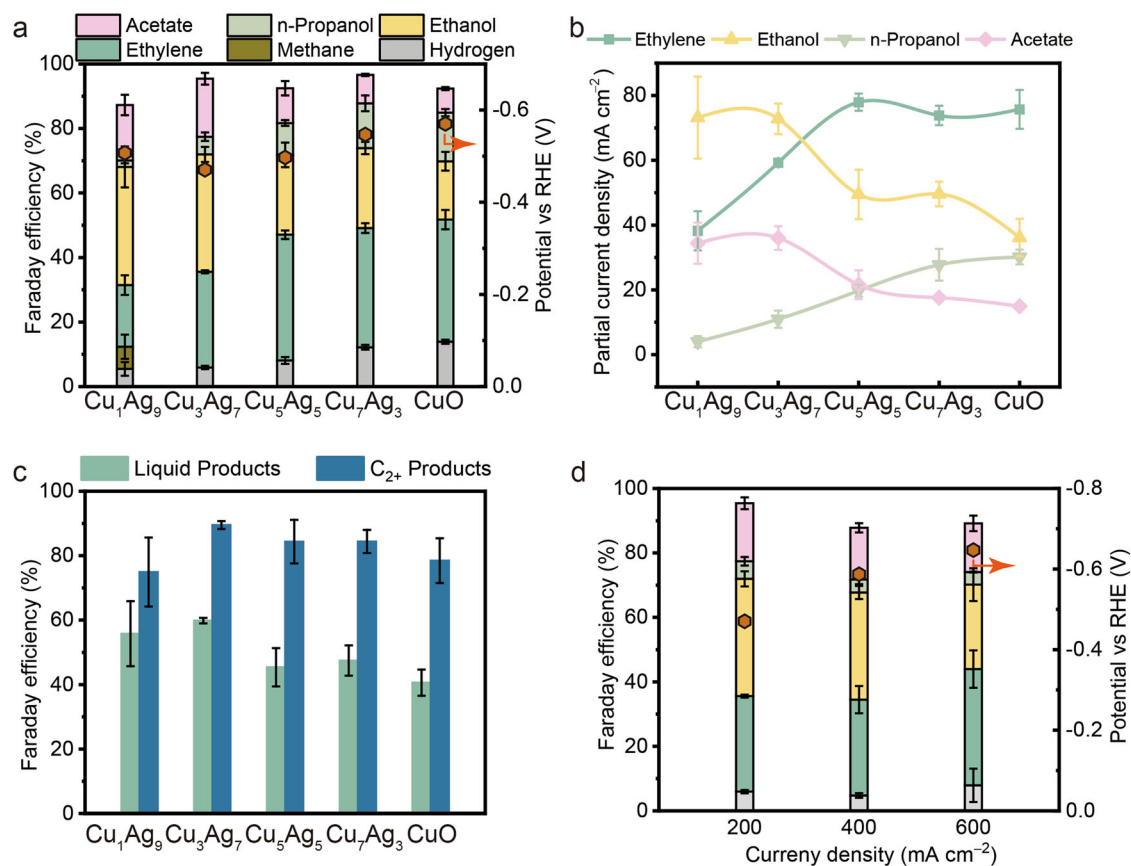 a
Acetate n-Propanol Ethanol
Ethylene Methane Hydrogen
Faraday efficiency (%)
100
80
60
40
20
0
Potential vs RHE (V)
-0.6
-0.4
-0.2
0.0
Cu₁Ag₉ Cu₃Ag₇ Cu₅Ag₅ Cu₇Ag₃ CuO
b
Ethylene Ethanol n-Propanol Acetate
Partial current density (mA cm⁻²)
80
60
40
20
0
Cu₁Ag₉ Cu₃Ag₇ Cu₅Ag₅ Cu₇Ag₃ CuO
c
Liquid Products C₂₊ Products
Faraday efficiency (%)
100
80
60
40
20
0
Cu₁Ag₉ Cu₃Ag₇ Cu₅Ag₅ Cu₇Ag₃ CuO
d
Faraday efficiency (%)
100
80
60
40
20
0
Potential vs RHE (V)
-0.8
-0.6
-0.4
-0.2
0.0
200 400 600
Curreny density (mA cm⁻²)